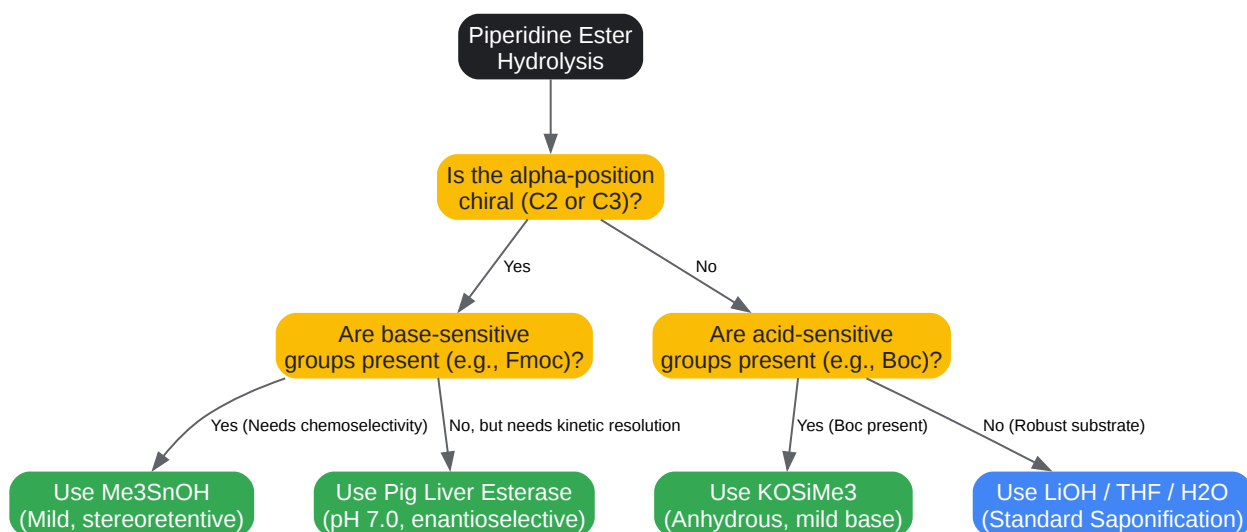 Piperidine Ester
Hydrolysis
Is the alpha-position
chiral (C2 or C3)?
Yes
No
Are base-sensitive
groups present (e.g., Fmoc)?
Are acid-sensitive
groups present (e.g., Boc)?
Yes (Needs chemoselectivity)
No, but needs kinetic resolution
Yes (Boc present)
No (Robust substrate)
Use Me3SnOH
(Mild, stereoretentive)
Use Pig Liver Esterase
(pH 7.0, enantioselective)
Use KOSiMe3
(Anhydrous, mild base)
Use LiOH / THF / H2O
(Standard Saponification)